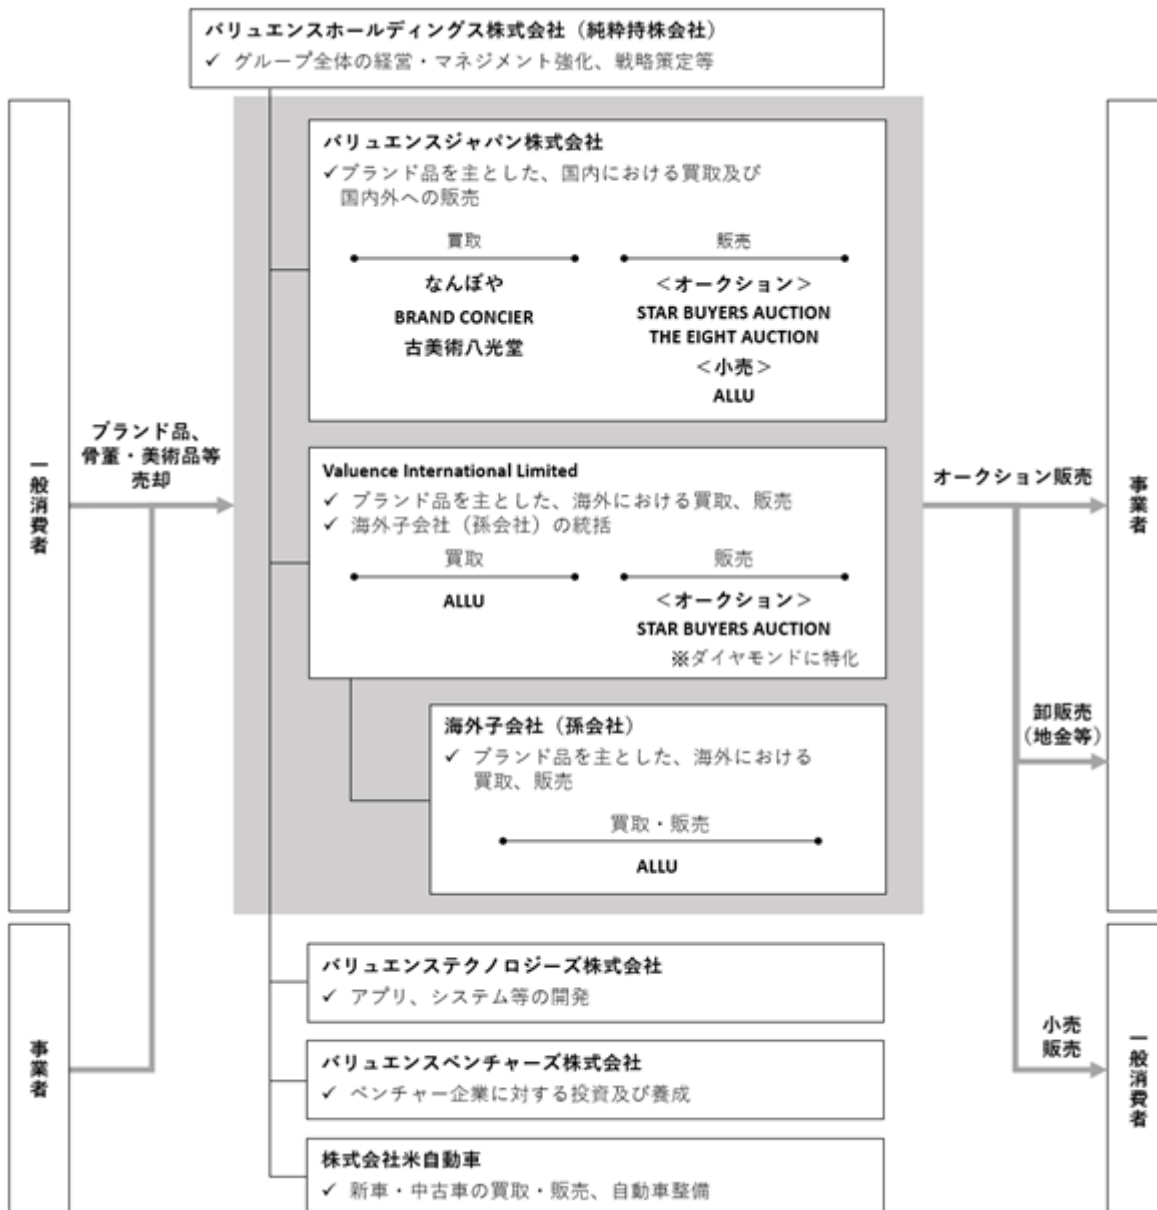 バリュエンスホールディングス株式会社（純粋持株会社）
✓ グループ全体の経営・マネジメント強化、戦略策定等
一般消費者
事業者
ブランド品、
骨董・美術品等
売却
バリュエンスジャパン株式会社
✓ブランド品を主とした、国内における買取及び
国内外への販売
買取
なんぼや
BRAND CONCIER
古美術八光堂
販売
＜オークション＞
STAR BUYERS AUCTION
THE EIGHT AUCTION
＜小売＞
ALLU
Valuence International Limited
✓ ブランド品を主とした、海外における買取、販売
✓ 海外子会社（孫会社）の統括
買取
ALLU
販売
＜オークション＞
STAR BUYERS AUCTION
※ダイヤモンドに特化
海外子会社（孫会社）
✓ ブランド品を主とした、海外における
買取、販売
買取・販売
ALLU
バリュエンステクノロジーズ株式会社
✓ アプリ、システム等の開発
バリュエンスベンチャーズ株式会社
✓ ベンチャー企業に対する投資及び養成
株式会社米自動車
✓ 新車・中古車の買取・販売、自動車整備
オークション販売
卸販売
（地金等）
小売
販売
事業者
一般消費者